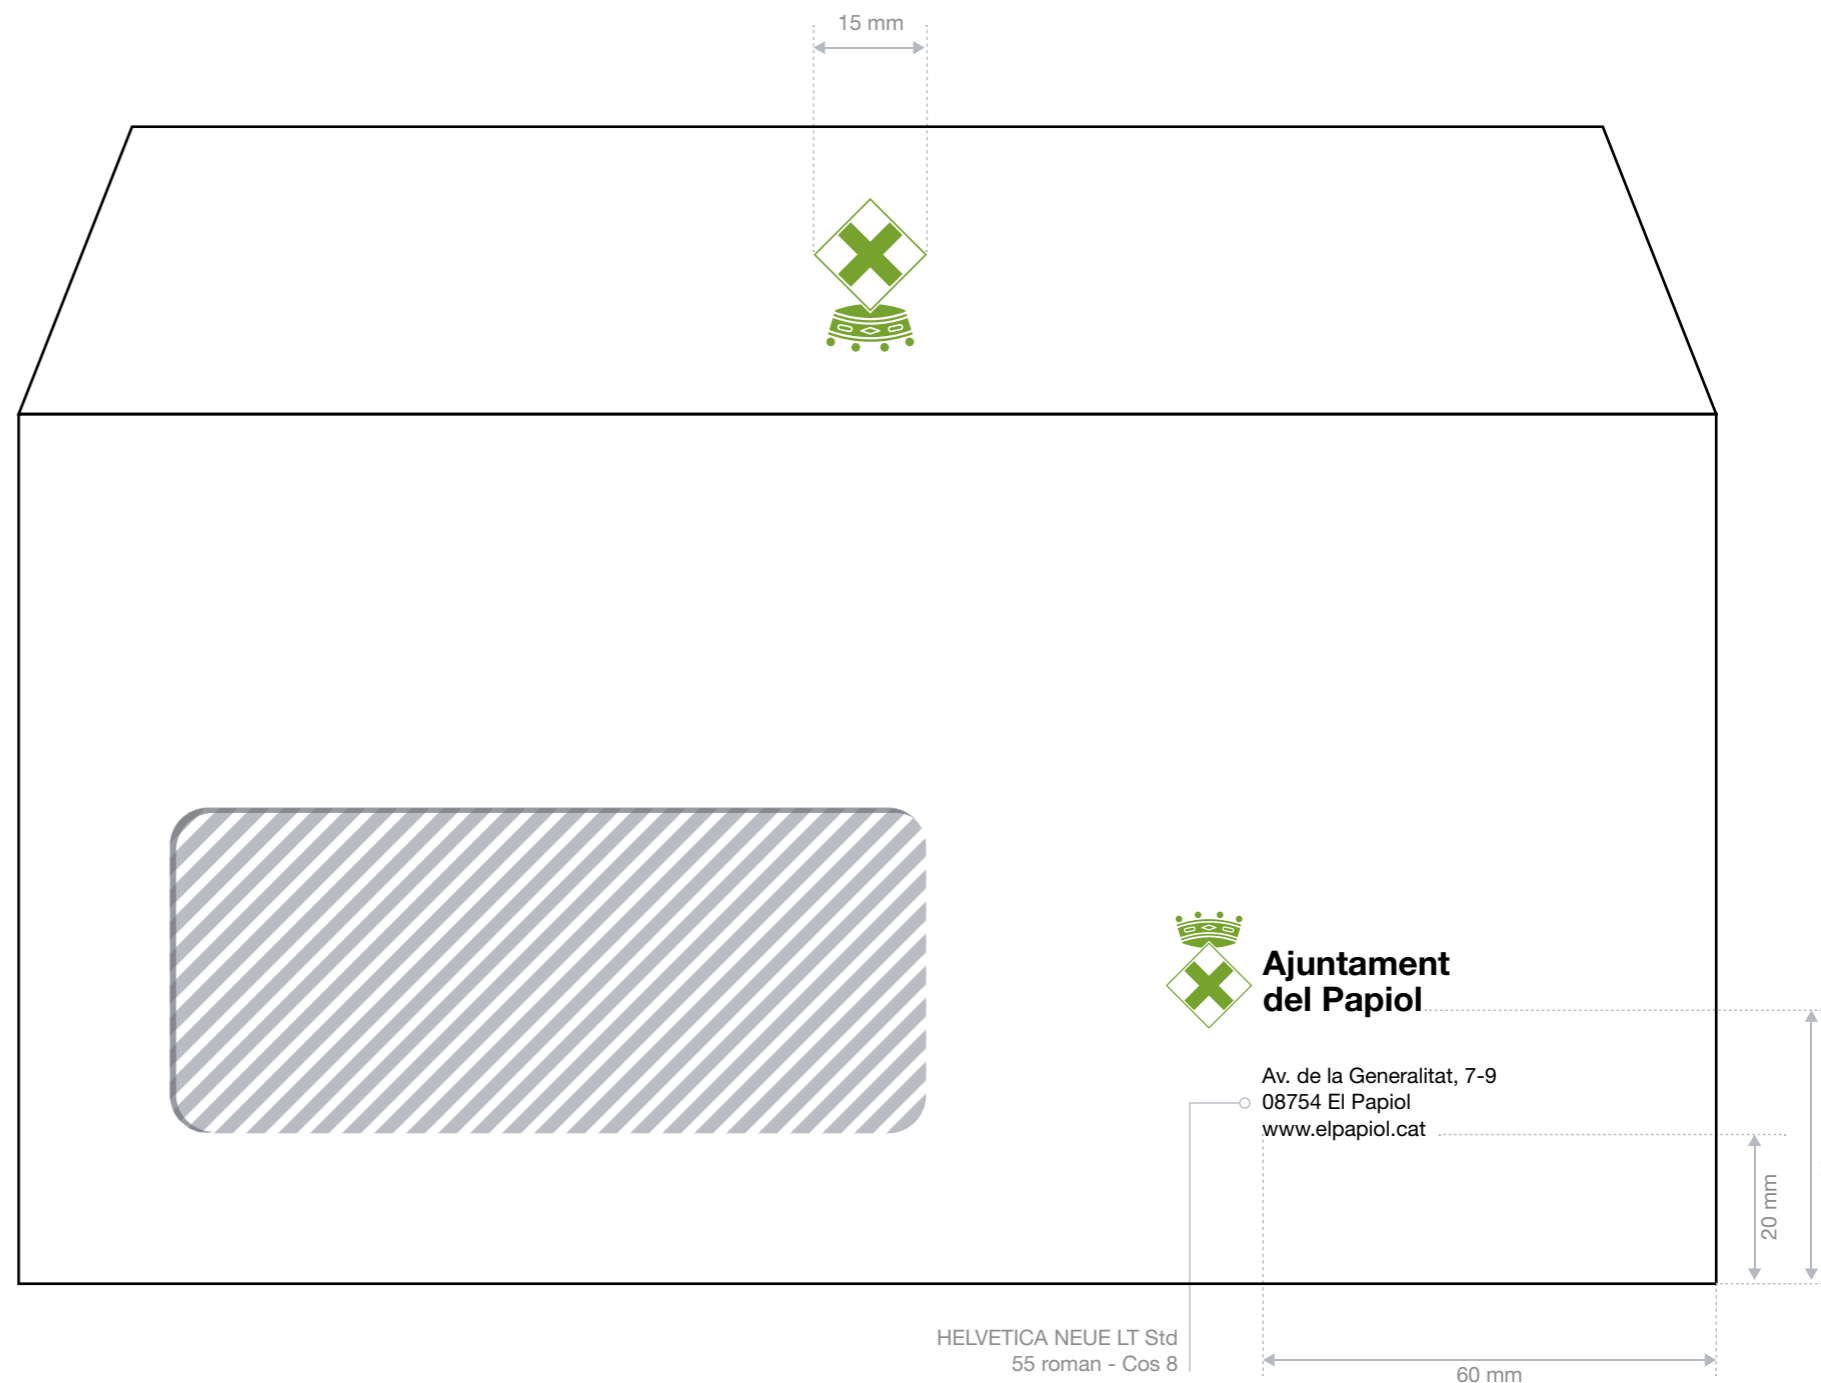 15 mm
Ajuntament
del Papiol
Av. de la Generalitat, 7-9
08754 El Papiol
www.elpapiol.cat
20 mm
HELVETICA NEUE LT Std
55 roman - Cos 8
60 mm